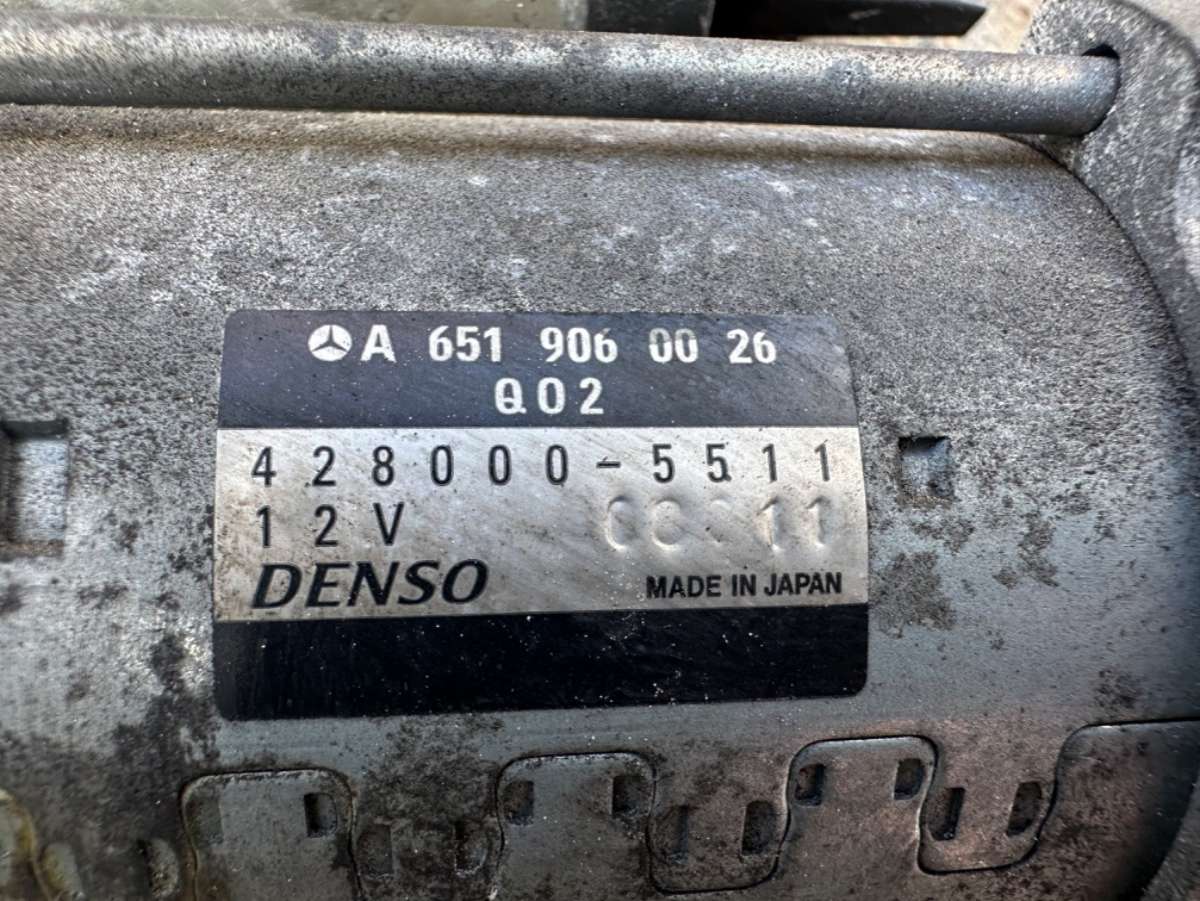 A 651 906 00 26
Q02
428000-5511
12V
DENSO
MADE IN JAPAN